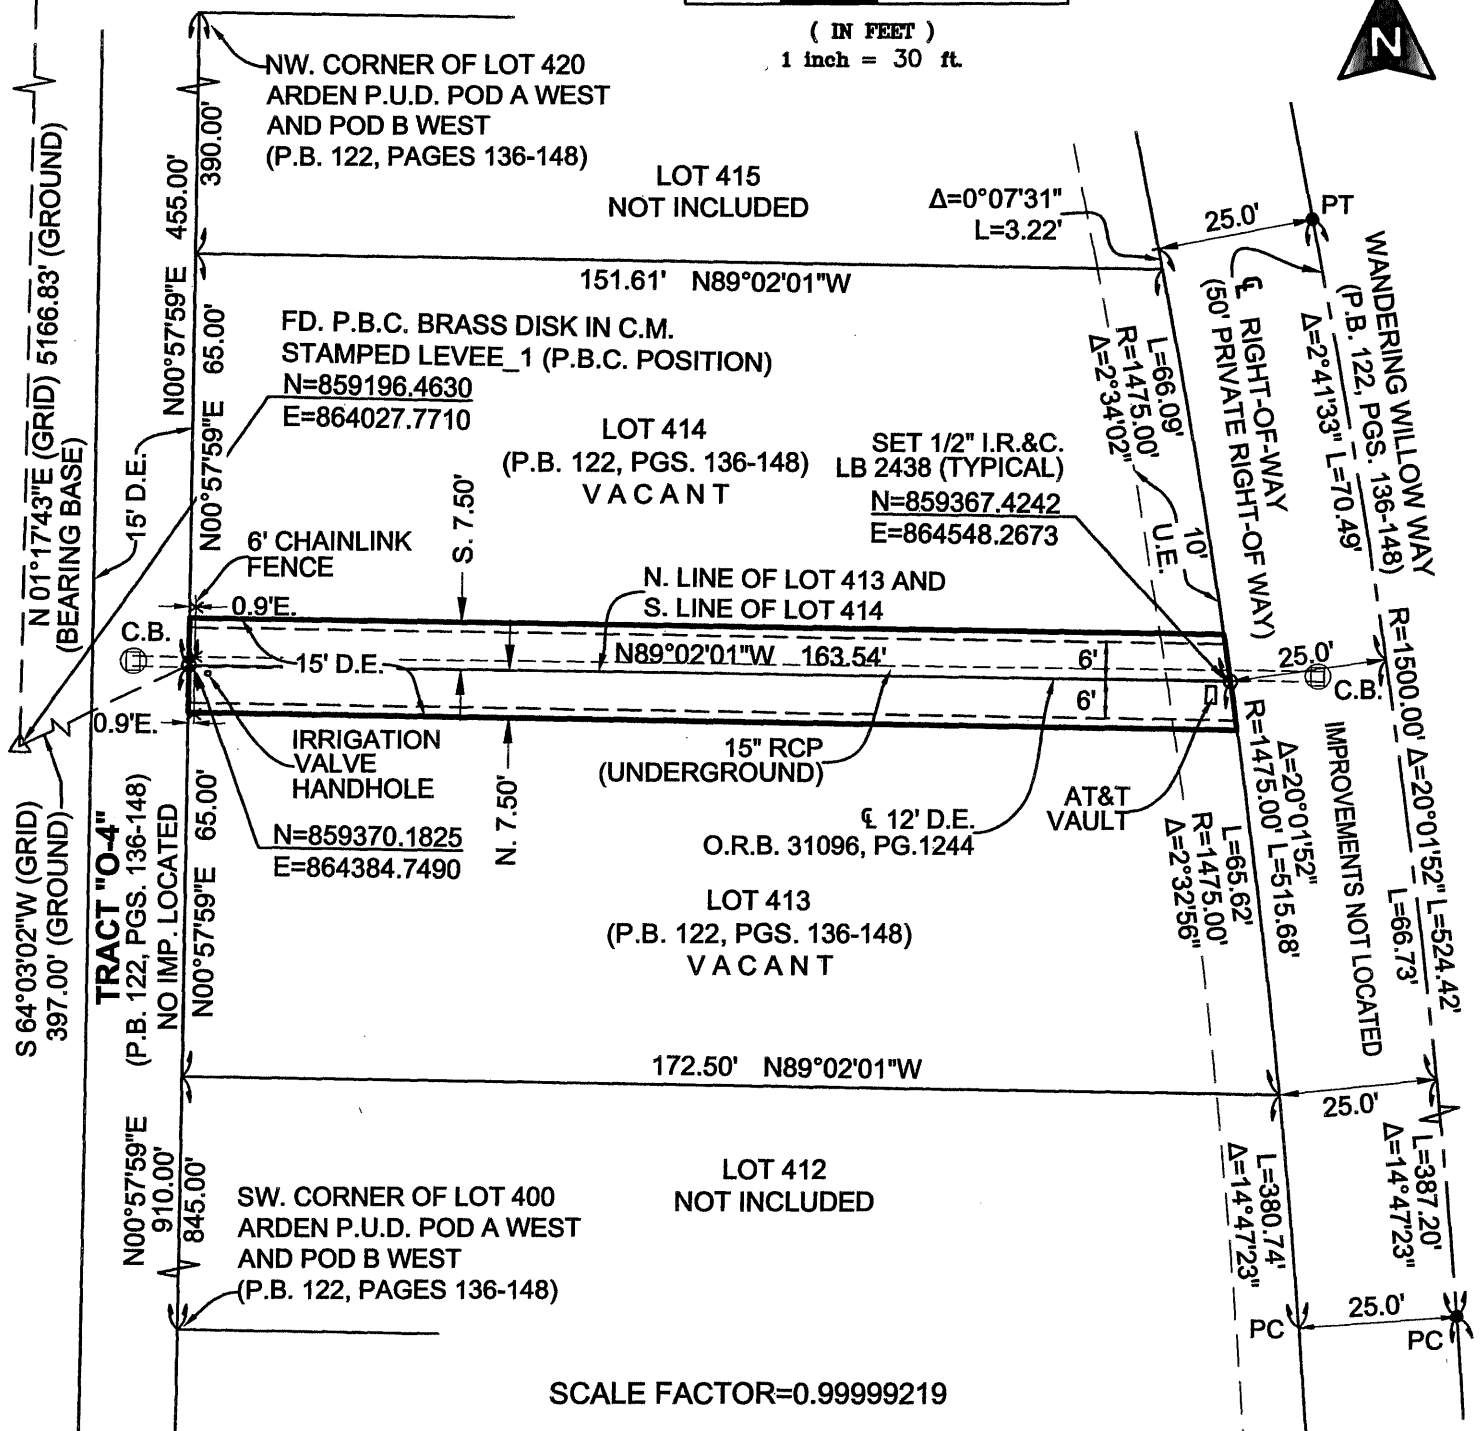 ( IN FEET )
1 inch = 30 ft.
N
NW. CORNER OF LOT 420
ARDEN P.U.D. POD A WEST
AND POD B WEST
(P.B. 122, PAGES 136-148)
N 01°17'43"E (GRID) 5166.83' (GROUND)
(BEARING BASE)
N00°57'59"E 455.00'
390.00'
LOT 415
NOT INCLUDED
Δ=0°07'31"
L=3.22'
25.0'
PT
151.61' N89°02'01"W
N00°57'59"E 65.00'
15' D.E.
FD. P.B.C. BRASS DISK IN C.M.
STAMPED LEVEE_1 (P.B.C. POSITION)
N=859196.4630
E=864027.7710
LOT 414
(P.B. 122, PGS. 136-148)
VACANT
L=66.09'
R=1475.00'
Δ=2°34'02"
℄ RIGHT-OF-WAY
(50' PRIVATE RIGHT-OF WAY)
WANDERING WILLOW WAY
(P.B. 122, PGS. 136-148)
Δ=2°41'33" L=70.49'
SET 1/2" I.R.&C.
LB 2438 (TYPICAL)
N=859367.4242
E=864548.2673
10'
U.E.
S. 7.50'
6' CHAINLINK
FENCE
0.9'E.
N. LINE OF LOT 413 AND
S. LINE OF LOT 414
C.B.
15' D.E.
N89°02'01"W 163.54'
6'
6'
25.0'
C.B.
0.9'E.
IRRIGATION
VALVE
HANDHOLE
N. 7.50'
15" RCP
(UNDERGROUND)
AT&T
VAULT
N=859370.1825
E=864384.7490
℄ 12' D.E.
O.R.B. 31096, PG.1244
S 64°03'02"W (GRID)
397.00' (GROUND)
TRACT "O-4"
(P.B. 122, PGS. 136-148)
NO IMP. LOCATED
N00°57'59"E 65.00'
LOT 413
(P.B. 122, PGS. 136-148)
VACANT
L=65.62'
R=1475.00'
Δ=2°32'56"
Δ=20°01'52"
R=1475.00' L=515.68'
IMPROVEMENTS NOT LOCATED
R=1500.00' Δ=20°01'52" L=524.42'
L=66.73'
172.50' N89°02'01"W
25.0'
N00°57'59"E
910.00'
845.00'
SW. CORNER OF LOT 400
ARDEN P.U.D. POD A WEST
AND POD B WEST
(P.B. 122, PAGES 136-148)
LOT 412
NOT INCLUDED
L=380.74'
Δ=14°47'23"
L=387.20'
Δ=14°47'23"
25.0'
PC
PC
SCALE FACTOR=0.99999219